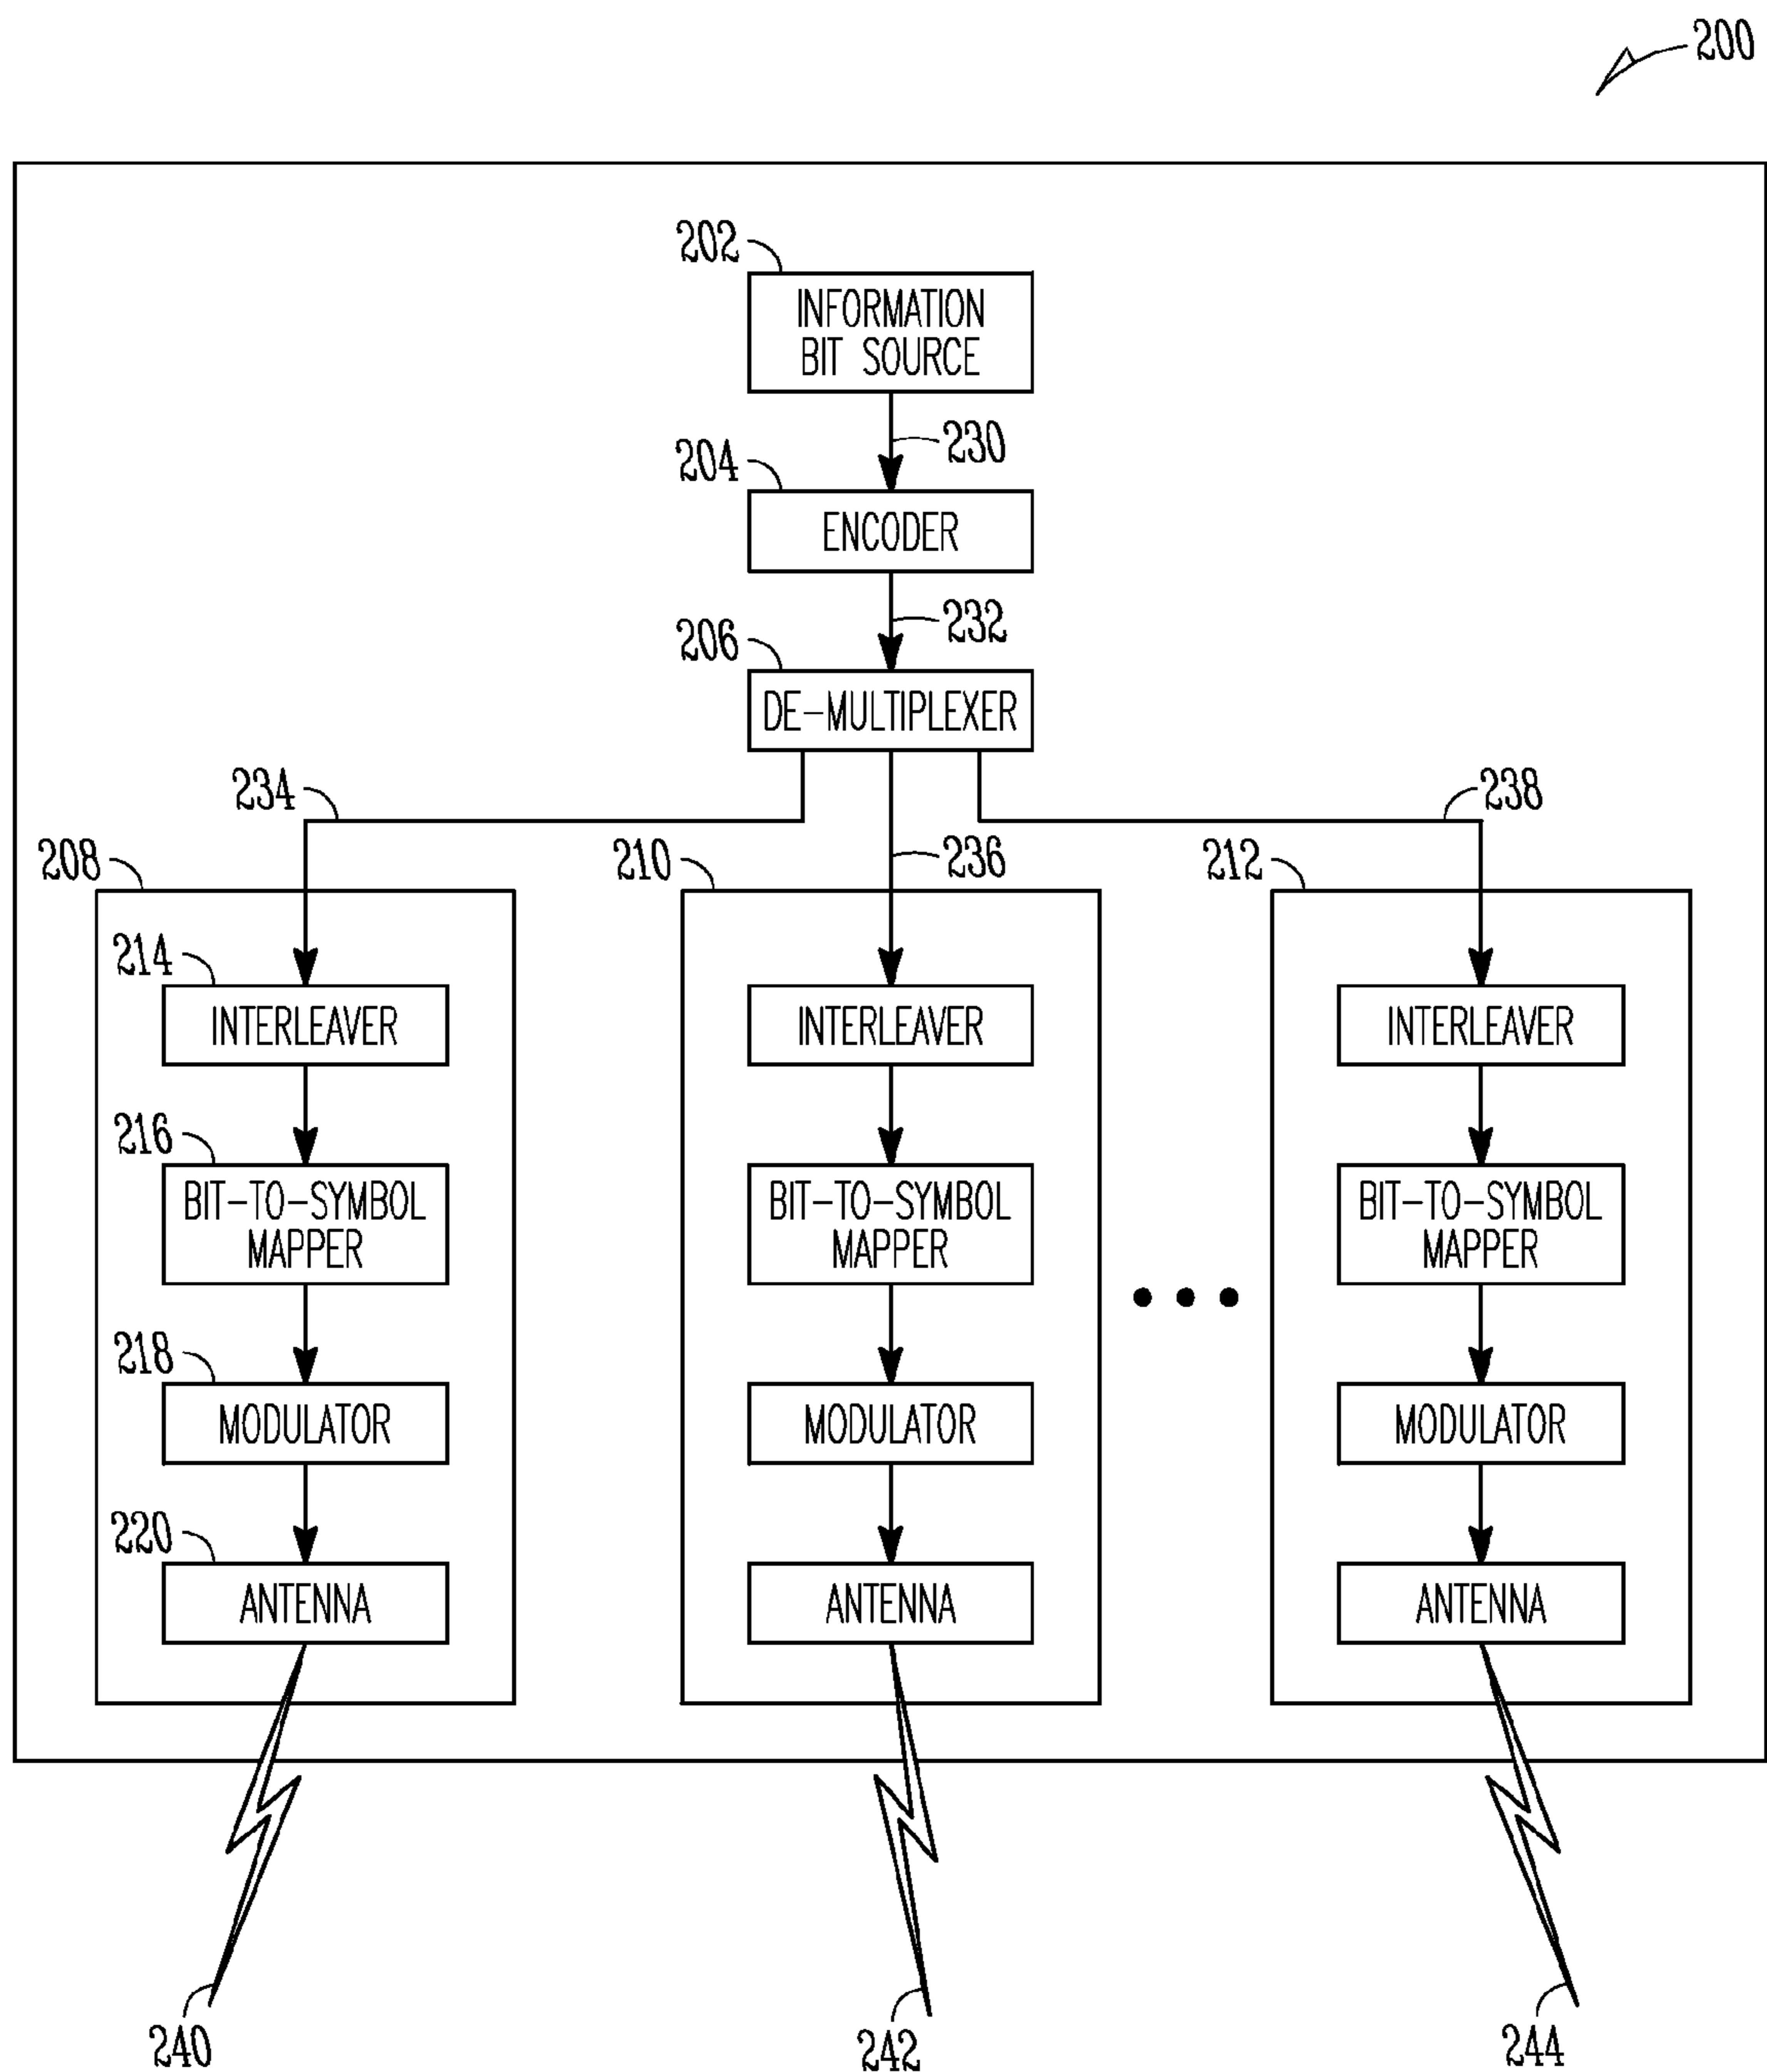 200
202
INFORMATION
BIT SOURCE
230
204
ENCODER
232
206
DE-MULTIPLEXER
234
238
208
210
236
212
214
INTERLEAVER
INTERLEAVER
INTERLEAVER
216
BIT-TO-SYMBOL
MAPPER
BIT-TO-SYMBOL
MAPPER
BIT-TO-SYMBOL
MAPPER
218
MODULATOR
MODULATOR
MODULATOR
220
ANTENNA
ANTENNA
ANTENNA
240
242
244